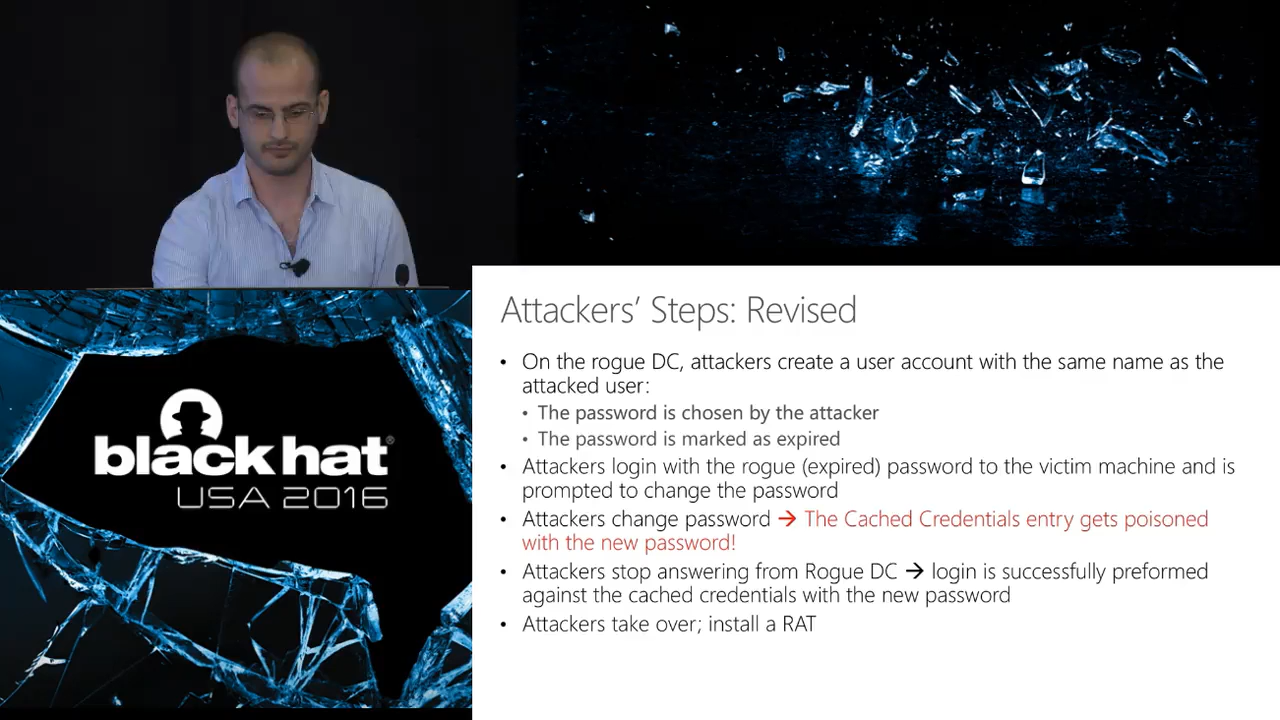 Attackers' Steps: Revised
• On the rogue DC, attackers create a user account with the same name as the
attacked user:
• The password is chosen by the attacker
• The password is marked as expired
• Attackers login with the rogue (expired) password to the victim machine and is
prompted to change the password
• Attackers change password → The Cached Credentials entry gets poisoned
with the new password!
• Attackers stop answering from Rogue DC → login is successfully preformed
against the cached credentials with the new password
• Attackers take over; install a RAT
black hat®
USA 2016